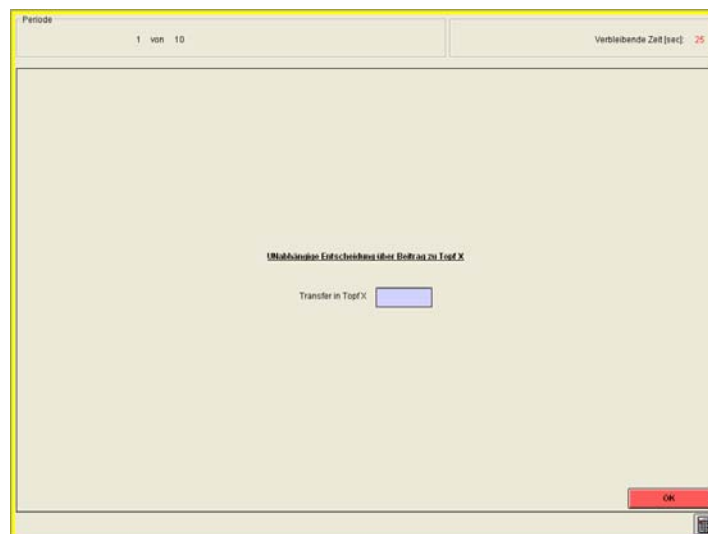 Periode
1 von 10
Verbleibende Zeit [sec]: 25
UNabhängige Entscheidung über Beitrag zu Topf X
Transfer in Topf X
OK